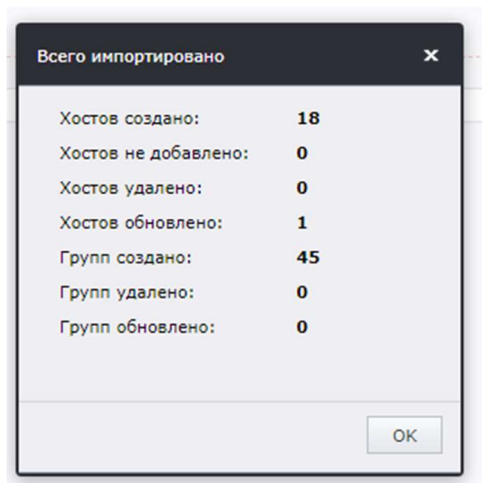 Всего импортировано ×
Хостов создано: 18
Хостов не добавлено: 0
Хостов удалено: 0
Хостов обновлено: 1
Групп создано: 45
Групп удалено: 0
Групп обновлено: 0
OK